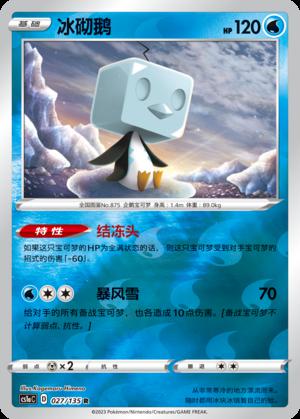 基础
冰砌鹅
HP 120
全国图鉴No.875 企鹅宝可梦 身高：1.4m 体重：89.0kg
特性 结冻头
如果这只宝可梦的HP为全满状态的话，则这只宝可梦受到对手宝可梦的
招式的伤害「-60」。
暴风雪 70
给对手的所有备战宝可梦，也各造成10点伤害。[备战宝可梦不
计算弱点、抗性。]
弱点 ×2 抗性 撤退
Illus. Kagemaru Himeno
CS1aC D 027/135 R
从非常寒冷的地方漂流而来。
©2023 Pokémon/Nintendo/Creatures/GAME FREAK.